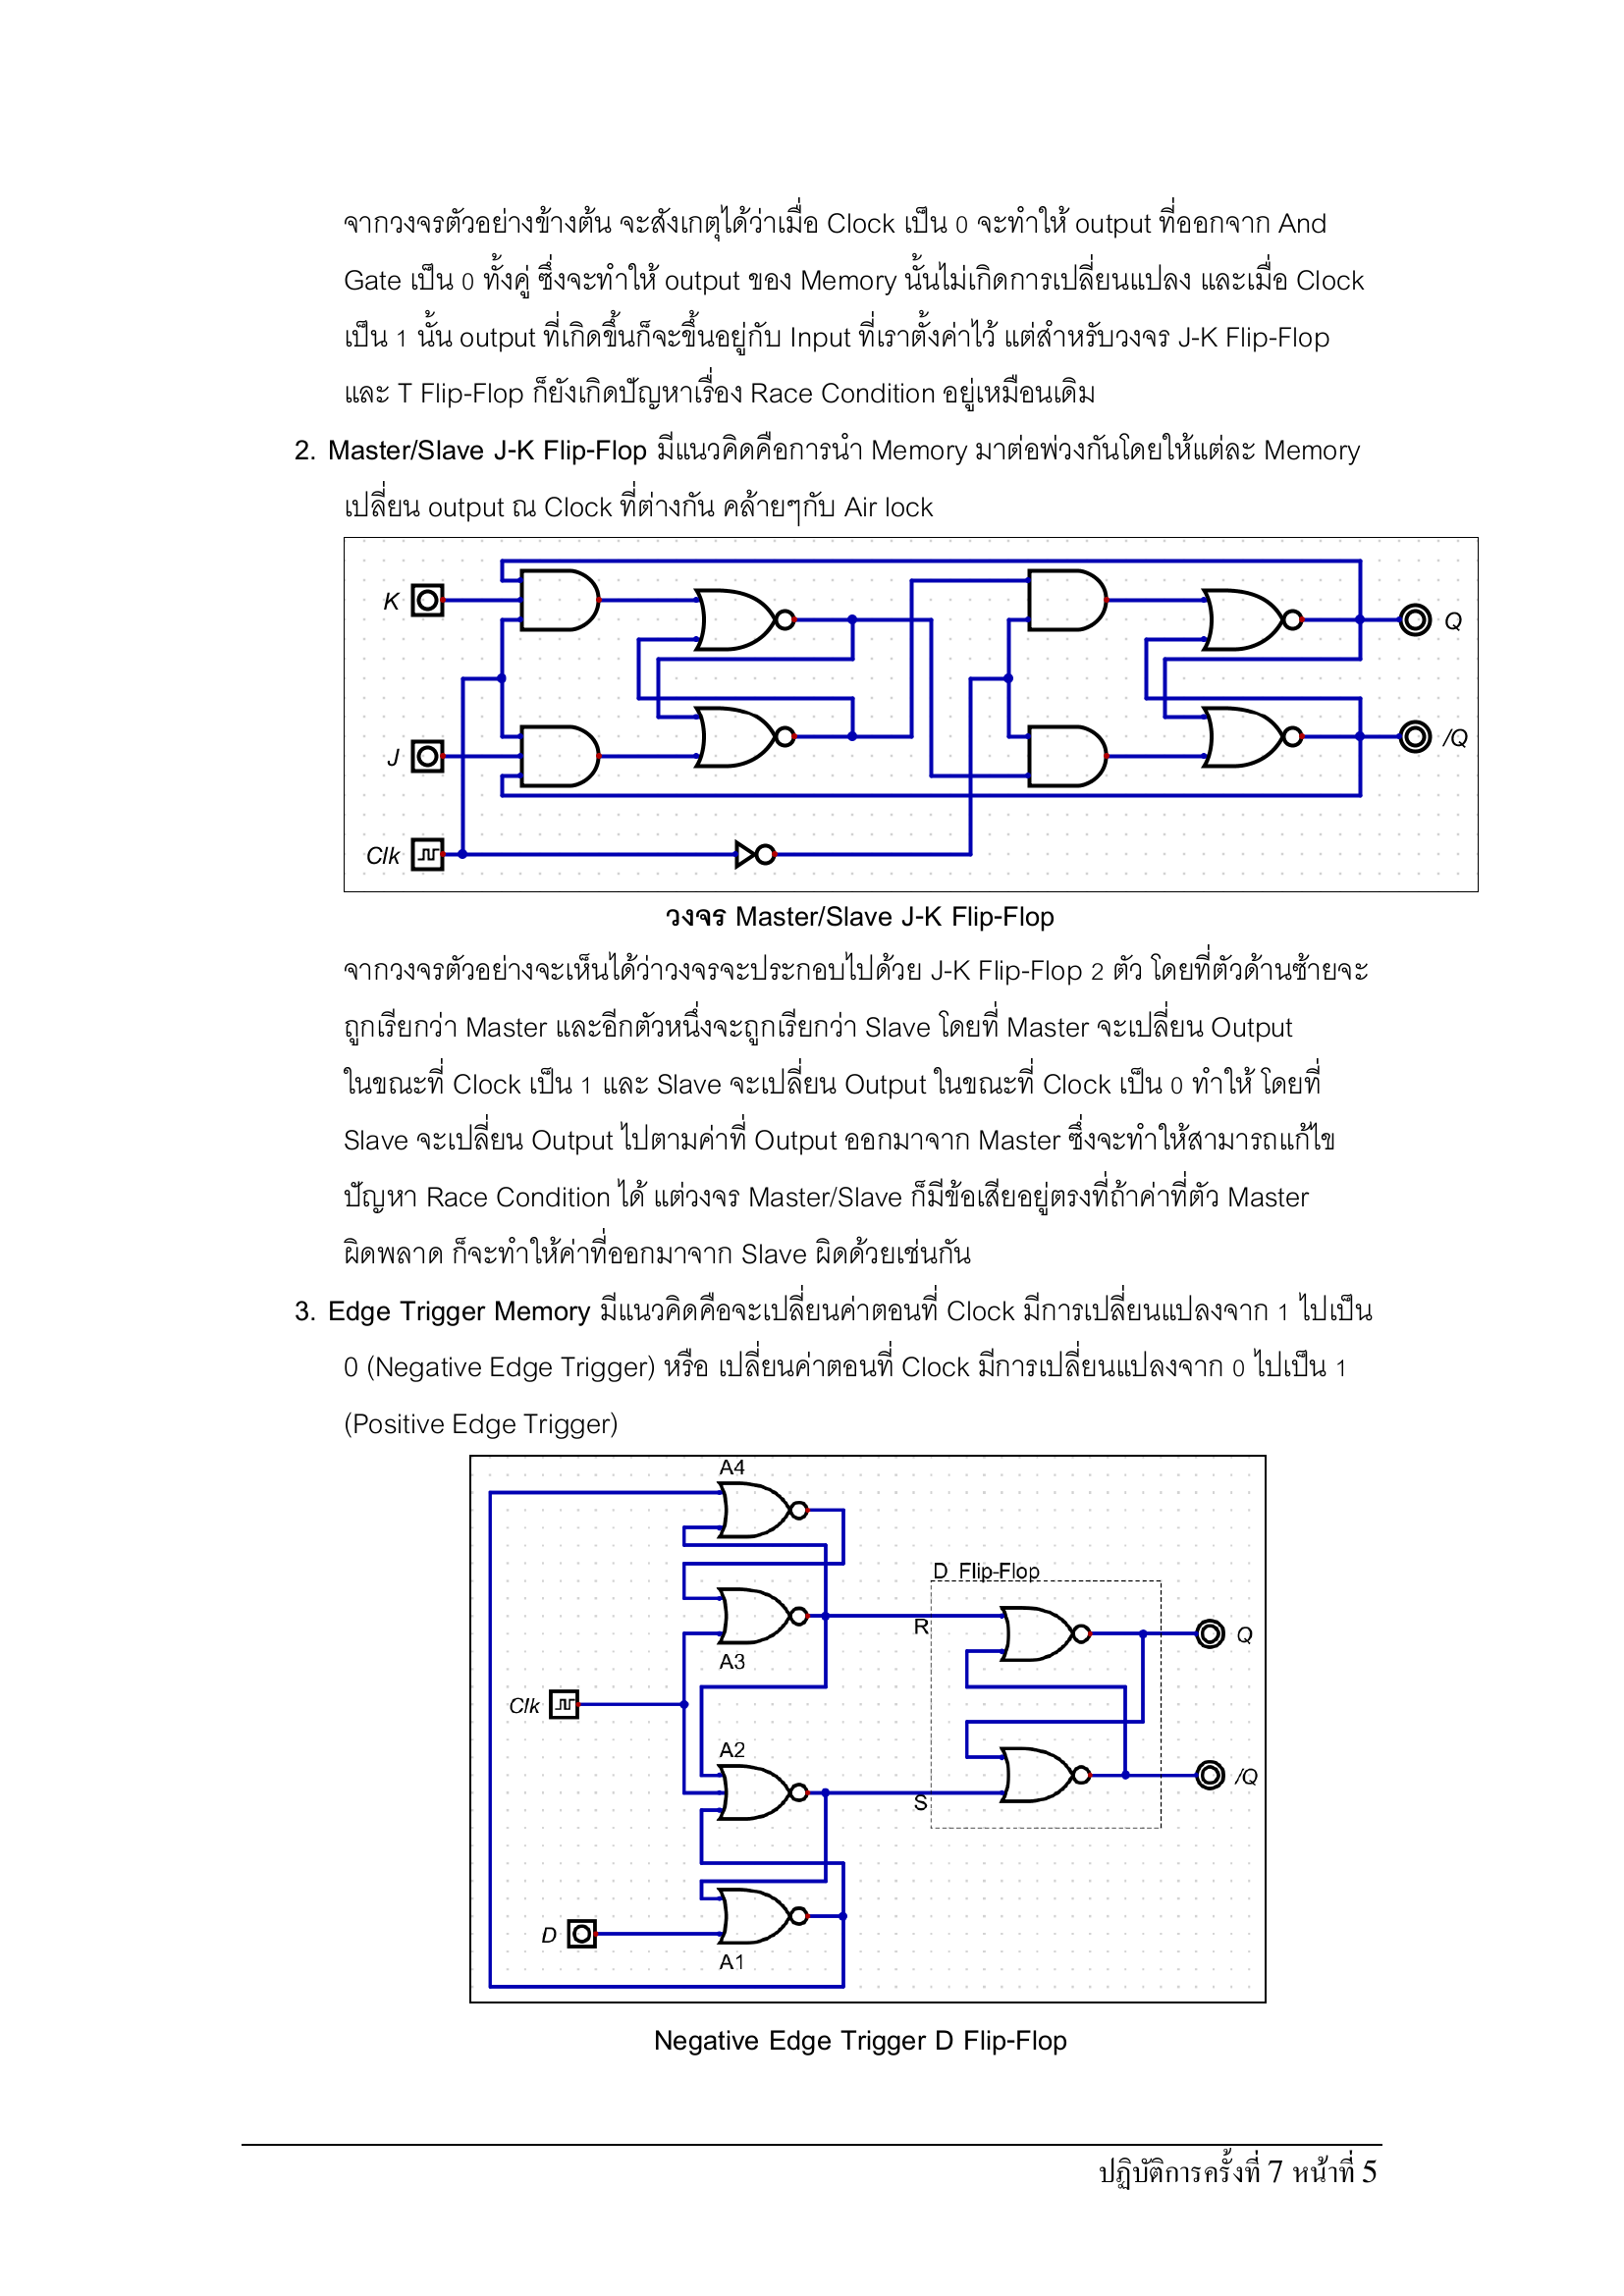 จากวงจรตัวอย่างข้างต้น จะสังเกตุได้ว่าเมื่อ Clock เป็น 0 จะทำให้ output ที่ออกจาก And
Gate เป็น 0 ทั้งคู่ ซึ่งจะทำให้ output ของ Memory นั้นไม่เกิดการเปลี่ยนแปลง และเมื่อ Clock
เป็น 1 นั้น output ที่เกิดขึ้นก็จะขึ้นอยู่กับ Input ที่เราตั้งค่าไว้ แต่สำหรับวงจร J-K Flip-Flop
และ T Flip-Flop ก็ยังเกิดปัญหาเรื่อง Race Condition อยู่เหมือนเดิม
2. Master/Slave J-K Flip-Flop มีแนวคิดคือการนำ Memory มาต่อพ่วงกันโดยให้แต่ละ Memory
เปลี่ยน output ณ Clock ที่ต่างกัน คล้ายๆกับ Air lock
K
Q
J
/Q
Clk
วงจร Master/Slave J-K Flip-Flop
จากวงจรตัวอย่างจะเห็นได้ว่าวงจรจะประกอบไปด้วย J-K Flip-Flop 2 ตัว โดยที่ตัวด้านซ้ายจะ
ถูกเรียกว่า Master และอีกตัวหนึ่งจะถูกเรียกว่า Slave โดยที่ Master จะเปลี่ยน Output
ในขณะที่ Clock เป็น 1 และ Slave จะเปลี่ยน Output ในขณะที่ Clock เป็น 0 ทำให้ โดยที่
Slave จะเปลี่ยน Output ไปตามค่าที่ Output ออกมาจาก Master ซึ่งจะทำให้สามารถแก้ไข
ปัญหา Race Condition ได้ แต่วงจร Master/Slave ก็มีข้อเสียอยู่ตรงที่ถ้าค่าที่ตัว Master
ผิดพลาด ก็จะทำให้ค่าที่ออกมาจาก Slave ผิดด้วยเช่นกัน
3. Edge Trigger Memory มีแนวคิดคือจะเปลี่ยนค่าตอนที่ Clock มีการเปลี่ยนแปลงจาก 1 ไปเป็น
0 (Negative Edge Trigger) หรือ เปลี่ยนค่าตอนที่ Clock มีการเปลี่ยนแปลงจาก 0 ไปเป็น 1
(Positive Edge Trigger)
A4
D Flip-Flop
R
Q
A3
Clk
A2
/Q
S
D
A1
Negative Edge Trigger D Flip-Flop
ปฏิบัติการครั้งที่ 7 หน้าที่ 5